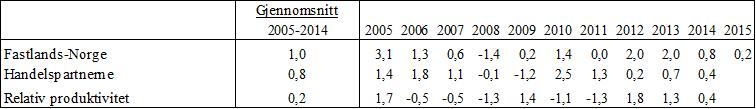 Gjennomsnitt
2005-2014 2005 2006 2007 2008 2009 2010 2011 2012 2013 2014 2015
Fastlands-Norge 1,0 3,1 1,3 0,6 -1,4 0,2 1,4 0,0 2,0 2,0 0,8 0,2
Handelspartnerne 0,8 1,4 1,8 1,1 -0,1 -1,2 2,5 1,3 0,2 0,7 0,4
Relativ produktivitet 0,2 1,7 -0,5 -0,5 -1,3 1,4 -1,1 -1,3 1,8 1,3 0,4